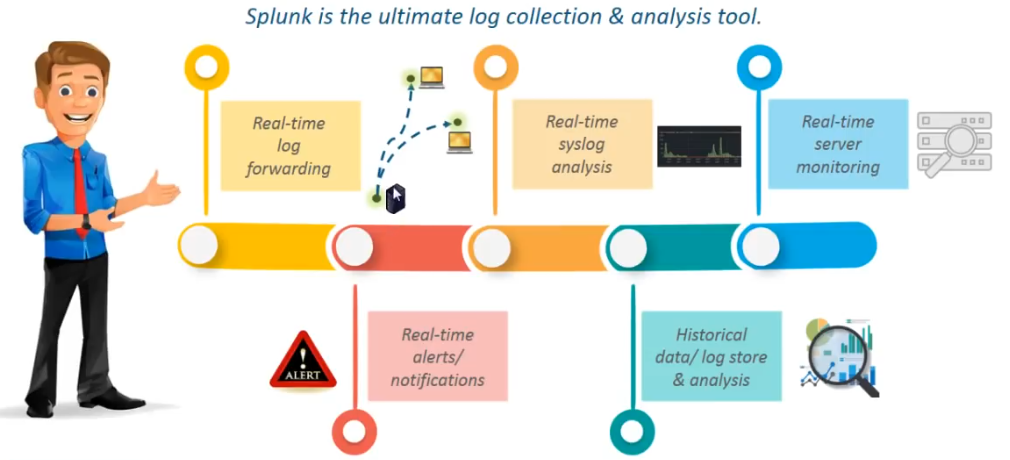 Splunk is the ultimate log collection & analysis tool.
Real-time
log
forwarding
Real-time
syslog
analysis
Real-time
server
monitoring
ALERT
Real-time
alerts/
notifications
Historical
data/ log store
& analysis